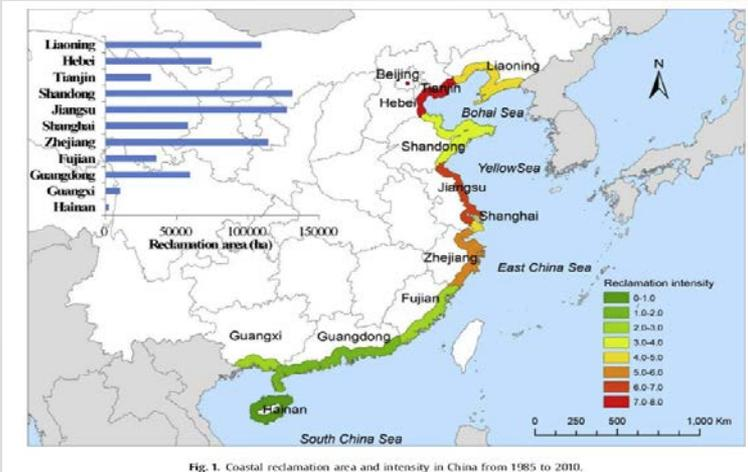 Liaoning
Hebei
Tianjin
Shandong
Jiangsu
Shanghai
Zhejiang
Fujian
Guangdong
Guangxi
Hainan
0 50000 100000 150000
Reclamation area (ha)
Beijing
Tianjin
Liaoning
Hebei
Bohai Sea
Shandong
YellowSea
Jiangsu
Shanghai
Zhejiang
East China Sea
Fujian
Guangxi
Guangdong
Hainan
South China Sea
N
Reclamation intensity
0-1.0
1.0-2.0
2.0-3.0
3.0-4.0
4.0-5.0
5.0-6.0
6.0-7.0
7.0-8.0
0 250 500 1,000 Km
Fig. 1. Coastal reclamation area and intensity in China from 1985 to 2010.